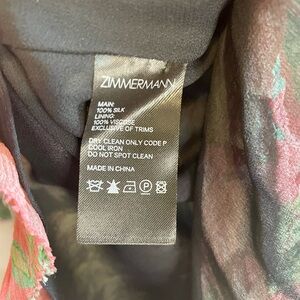 ZIMMERMANN
MAIN:
100% SILK
LINING:
100% VISCOSE
EXCLUSIVE OF TRIMS
DRY CLEAN ONLY CODE P
COOL IRON
DO NOT SPOT CLEAN
MADE IN CHINA
P